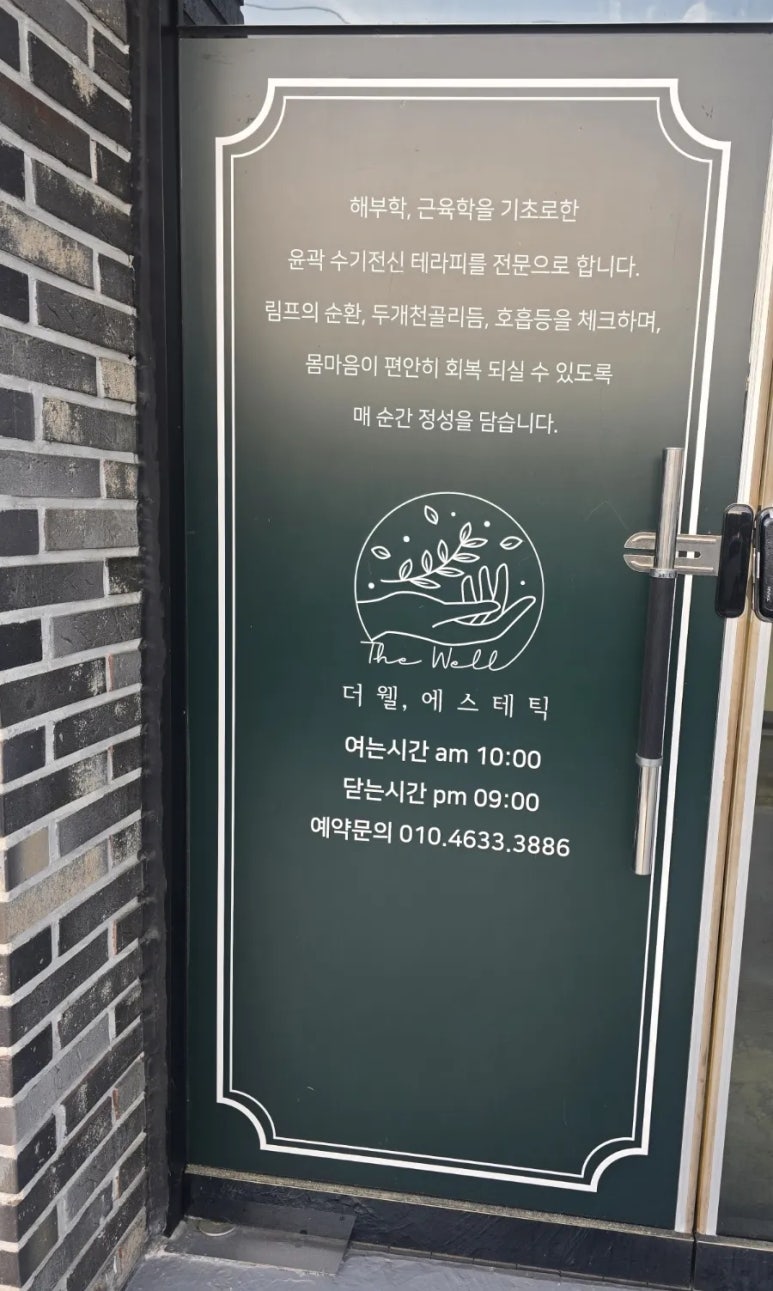 해부학, 근육학을 기초로한
윤곽 수기전신 테라피를 전문으로 합니다.
림프의 순환, 두개천골리듬, 호흡등을 체크하며,
몸마음이 편안히 회복 되실 수 있도록
매 순간 정성을 담습니다.
The Well
더 웰, 에스테틱
여는시간 am 10:00
닫는시간 pm 09:00
예약문의 010.4633.3886